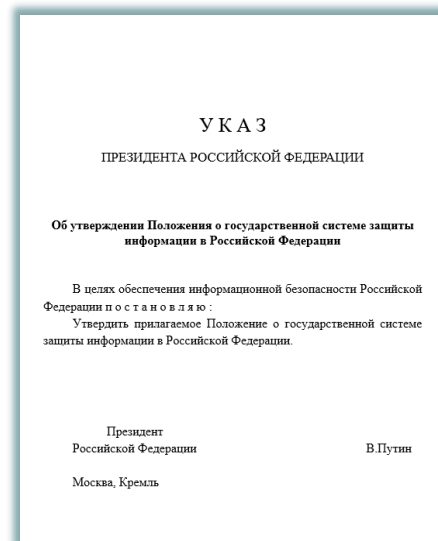 У К А З
ПРЕЗИДЕНТА РОССИЙСКОЙ ФЕДЕРАЦИИ
Об утверждении Положения о государственной системе защиты
информации в Российской Федерации
В целях обеспечения информационной безопасности Российской
Федерации п о с т а н о в л я ю :
Утвердить прилагаемое Положение о государственной системе
защиты информации в Российской Федерации.
Президент
Российской Федерации В.Путин
Москва, Кремль